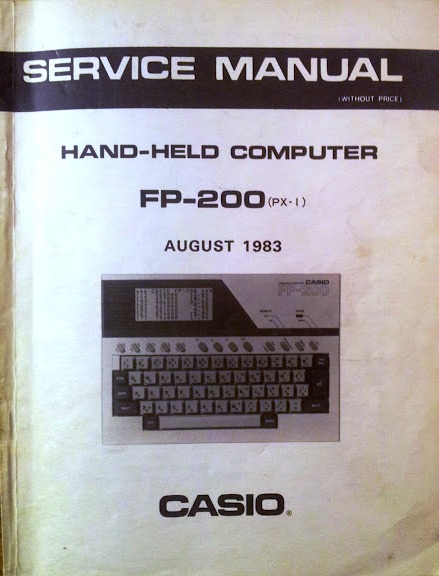 SERVICE MANUAL
(WITHOUT PRICE)
HAND-HELD COMPUTER
FP-200 (PX-I)
AUGUST 1983
CASIO
FP-200
CASIO®